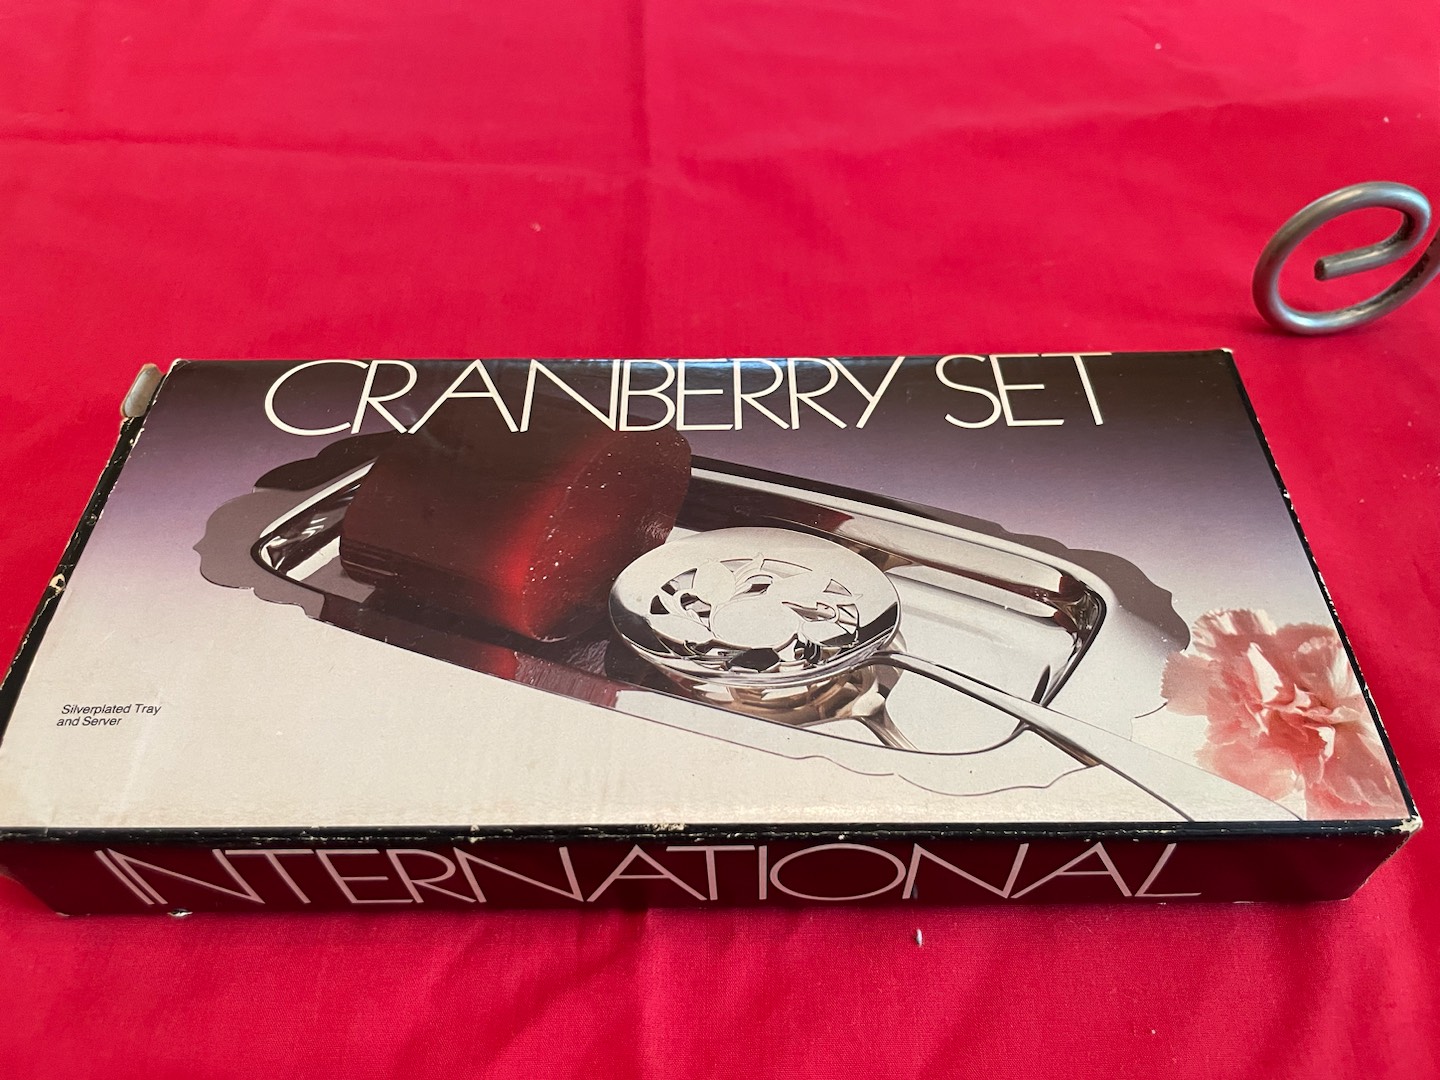 CRANBERRY SET
Silverplated Tray
and Server
INTERNATIONAL